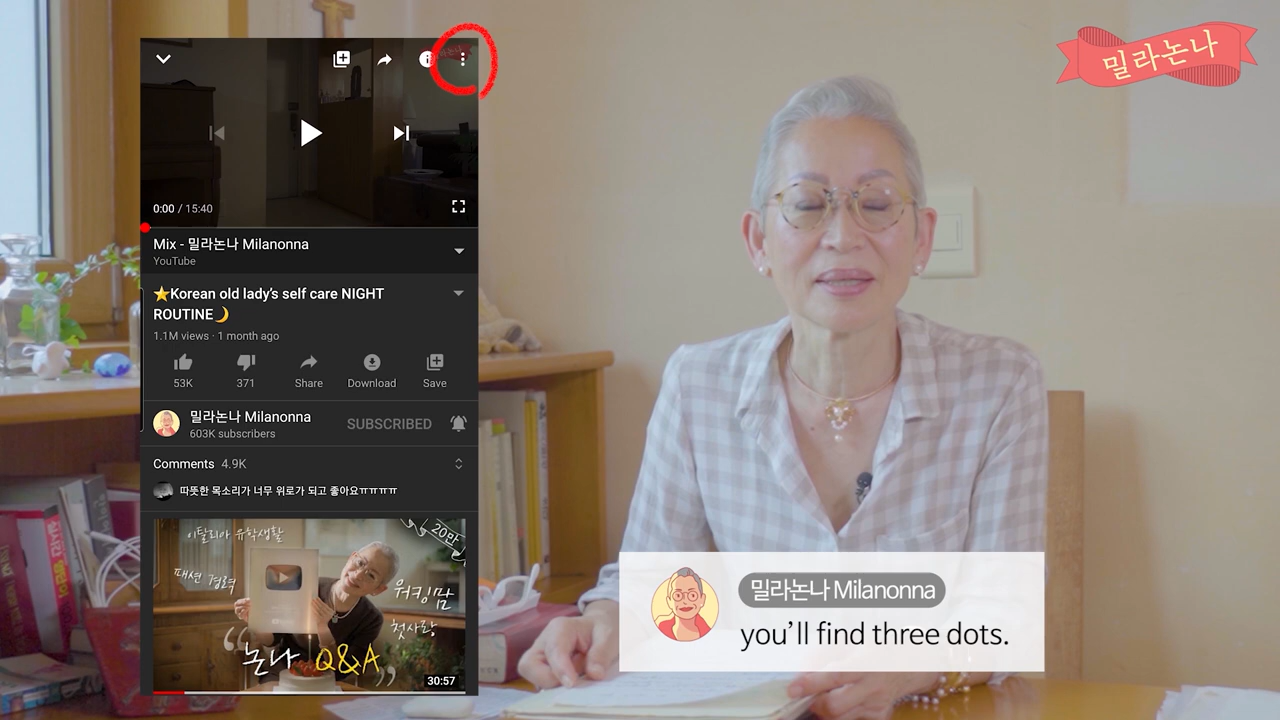 밀라논나
0:00 / 15:40
Mix - 밀라논나 Milanonna
YouTube
⭐Korean old lady's self care NIGHT
ROUTINE🌙
1.1M views · 1 month ago
53K
371
Share
Download
Save
밀라논나 Milanonna
603K subscribers
SUBSCRIBED
Comments 4.9K
따뜻한 목소리가 너무 위로가 되고 좋아요ㅠㅠㅠㅠ
이탈리아 유학생활
20만
패션 경력
워킹맘
첫사랑
“논나 Q&A”
30:57
밀라논나 Milanonna
you’ll find three dots.